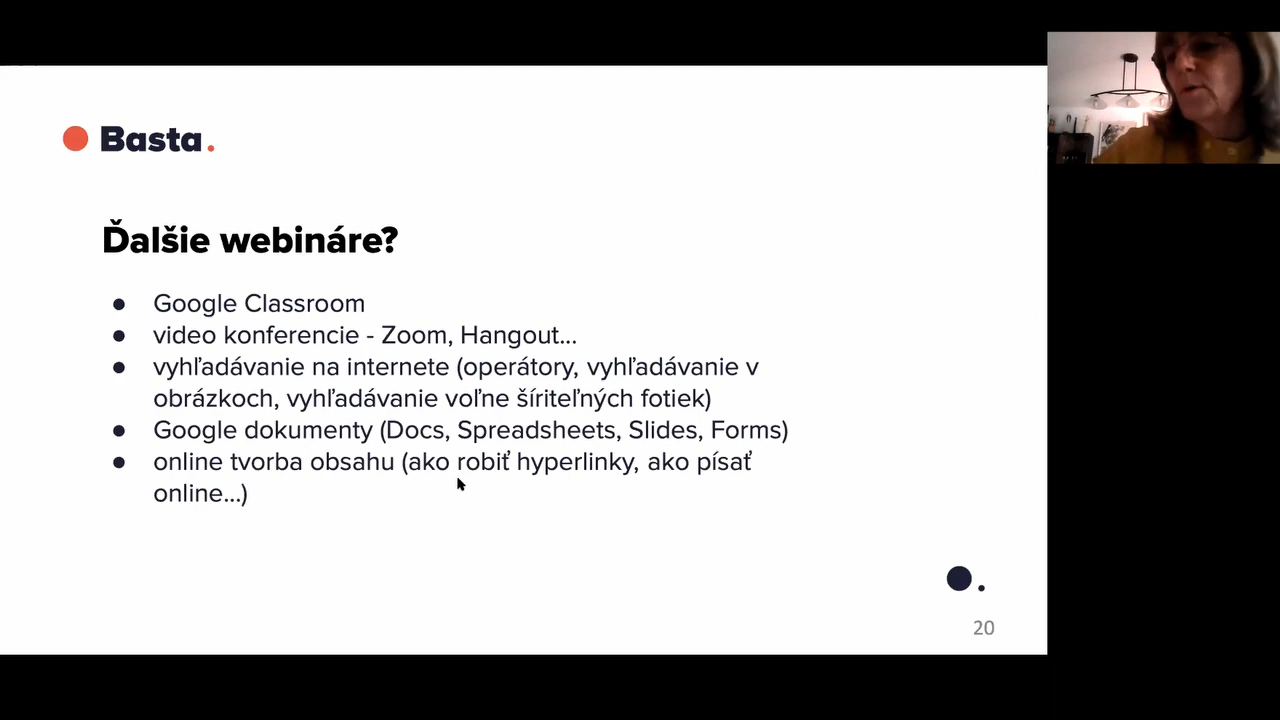 Basta.
Ďalšie webináre?
● Google Classroom
● video konferencie - Zoom, Hangout...
● vyhľadávanie na internete (operátory, vyhľadávanie v
obrázkoch, vyhľadávanie voľne šíriteľných fotiek)
● Google dokumenty (Docs, Spreadsheets, Slides, Forms)
● online tvorba obsahu (ako robiť hyperlinky, ako písať
online...)
20